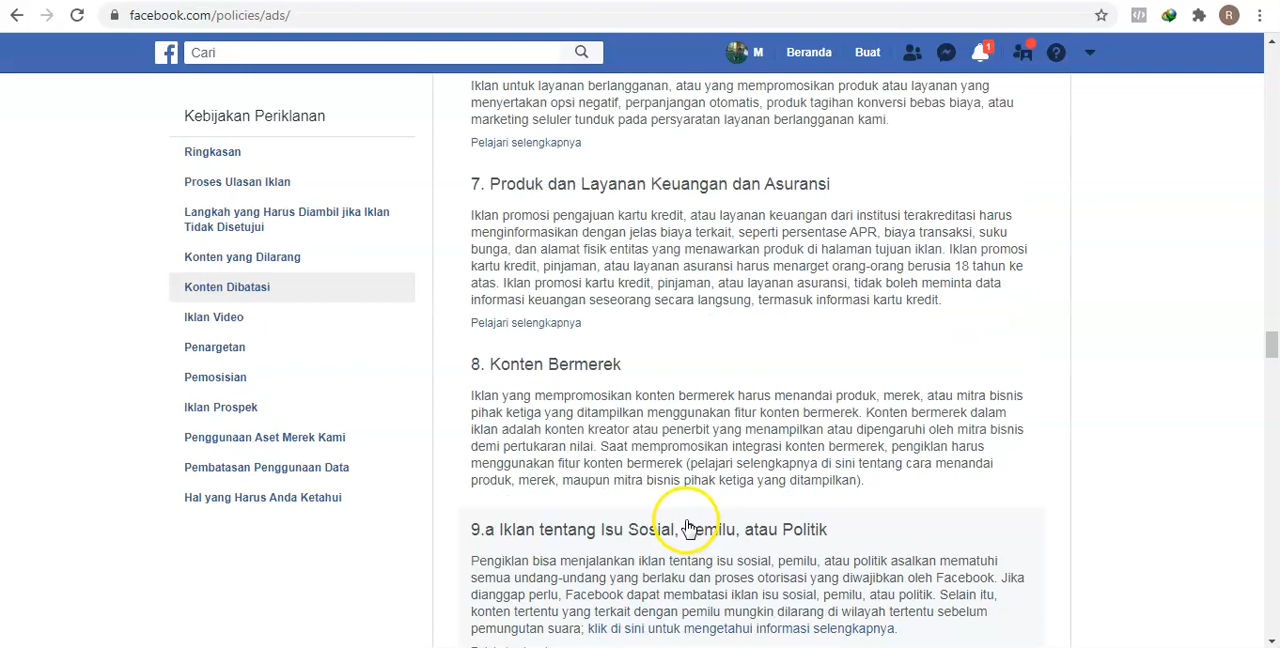 facebook.com/policies/ads/
R
Cari
M
Beranda
Buat
1
Kebijakan Periklanan
Ringkasan
Proses Ulasan Iklan
Langkah yang Harus Diambil jika Iklan
Tidak Disetujui
Konten yang Dilarang
Konten Dibatasi
Iklan Video
Penargetan
Pemosisian
Iklan Prospek
Penggunaan Aset Merek Kami
Pembatasan Penggunaan Data
Hal yang Harus Anda Ketahui
Iklan untuk layanan berlangganan, atau yang mempromosikan produk atau layanan yang
menyertakan opsi negatif, perpanjangan otomatis, produk tagihan konversi bebas biaya, atau
marketing seluler tunduk pada persyaratan layanan berlangganan kami.
Pelajari selengkapnya
7. Produk dan Layanan Keuangan dan Asuransi
Iklan promosi pengajuan kartu kredit, atau layanan keuangan dari institusi terakreditasi harus
menginformasikan dengan jelas biaya terkait, seperti persentase APR, biaya transaksi, suku
bunga, dan alamat fisik entitas yang menawarkan produk di halaman tujuan iklan. Iklan promosi
kartu kredit, pinjaman, atau layanan asuransi harus menarget orang-orang berusia 18 tahun ke
atas. Iklan promosi kartu kredit, pinjaman, atau layanan asuransi, tidak boleh meminta data
informasi keuangan seseorang secara langsung, termasuk informasi kartu kredit.
Pelajari selengkapnya
8. Konten Bermerek
Iklan yang mempromosikan konten bermerek harus menandai produk, merek, atau mitra bisnis
pihak ketiga yang ditampilkan menggunakan fitur konten bermerek. Konten bermerek dalam
iklan adalah konten kreator atau penerbit yang menampilkan atau dipengaruhi oleh mitra bisnis
demi pertukaran nilai. Saat mempromosikan integrasi konten bermerek, pengiklan harus
menggunakan fitur konten bermerek (pelajari selengkapnya di sini tentang cara menandai
produk, merek, maupun mitra bisnis pihak ketiga yang ditampilkan).
9.a Iklan tentang Isu Sosial, Pemilu, atau Politik
Pengiklan bisa menjalankan iklan tentang isu sosial, pemilu, atau politik asalkan mematuhi
semua undang-undang yang berlaku dan proses otorisasi yang diwajibkan oleh Facebook. Jika
dianggap perlu, Facebook dapat membatasi iklan isu sosial, pemilu, atau politik. Selain itu,
konten tertentu yang terkait dengan pemilu mungkin dilarang di wilayah tertentu sebelum
pemungutan suara; klik di sini untuk mengetahui informasi selengkapnya.